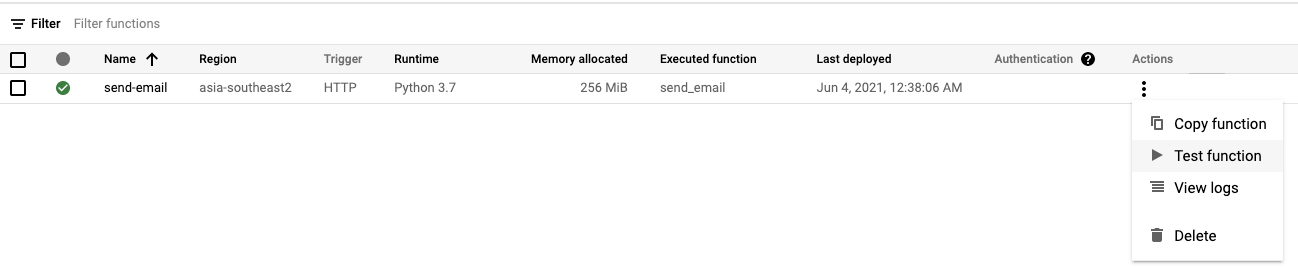 Filter Filter functions
Name Region Trigger Runtime Memory allocated Executed function Last deployed Authentication ? Actions
send-email asia-southeast2 HTTP Python 3.7 256 MiB send_email Jun 4, 2021, 12:38:06 AM
Copy function
Test function
View logs
Delete